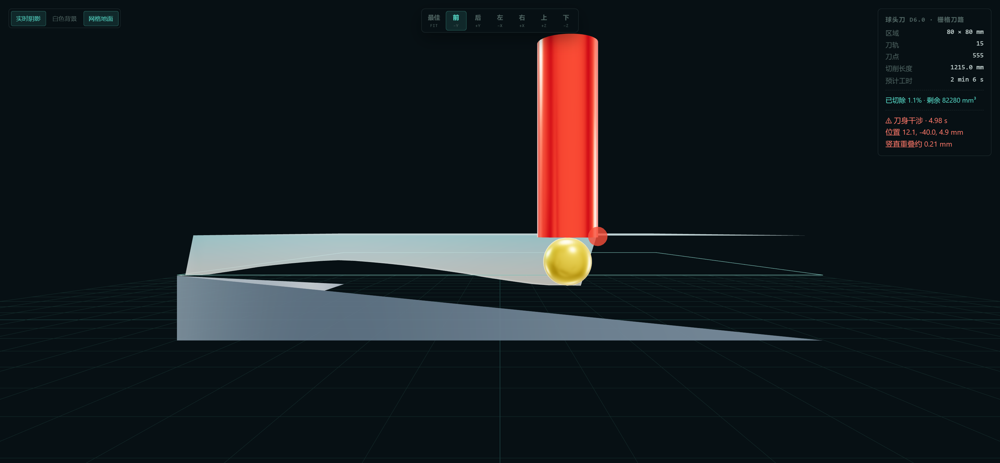 实时阴影 白色背景 网格地面
最佳 前 后 左 右 上 下
FIT -Y +Y -X +X +Z -Z
球头刀 D6.0 · 栅格刀路
区域 80 × 80 mm
刀轨 15
刀点 555
切削长度 1215.0 mm
预计工时 2 min 6 s
已切除 1.1% · 剩余 82280 mm³
⚠ 刀身干涉 · 4.98 s
位置 12.1, -40.0, 4.9 mm
竖直重叠约 0.21 mm